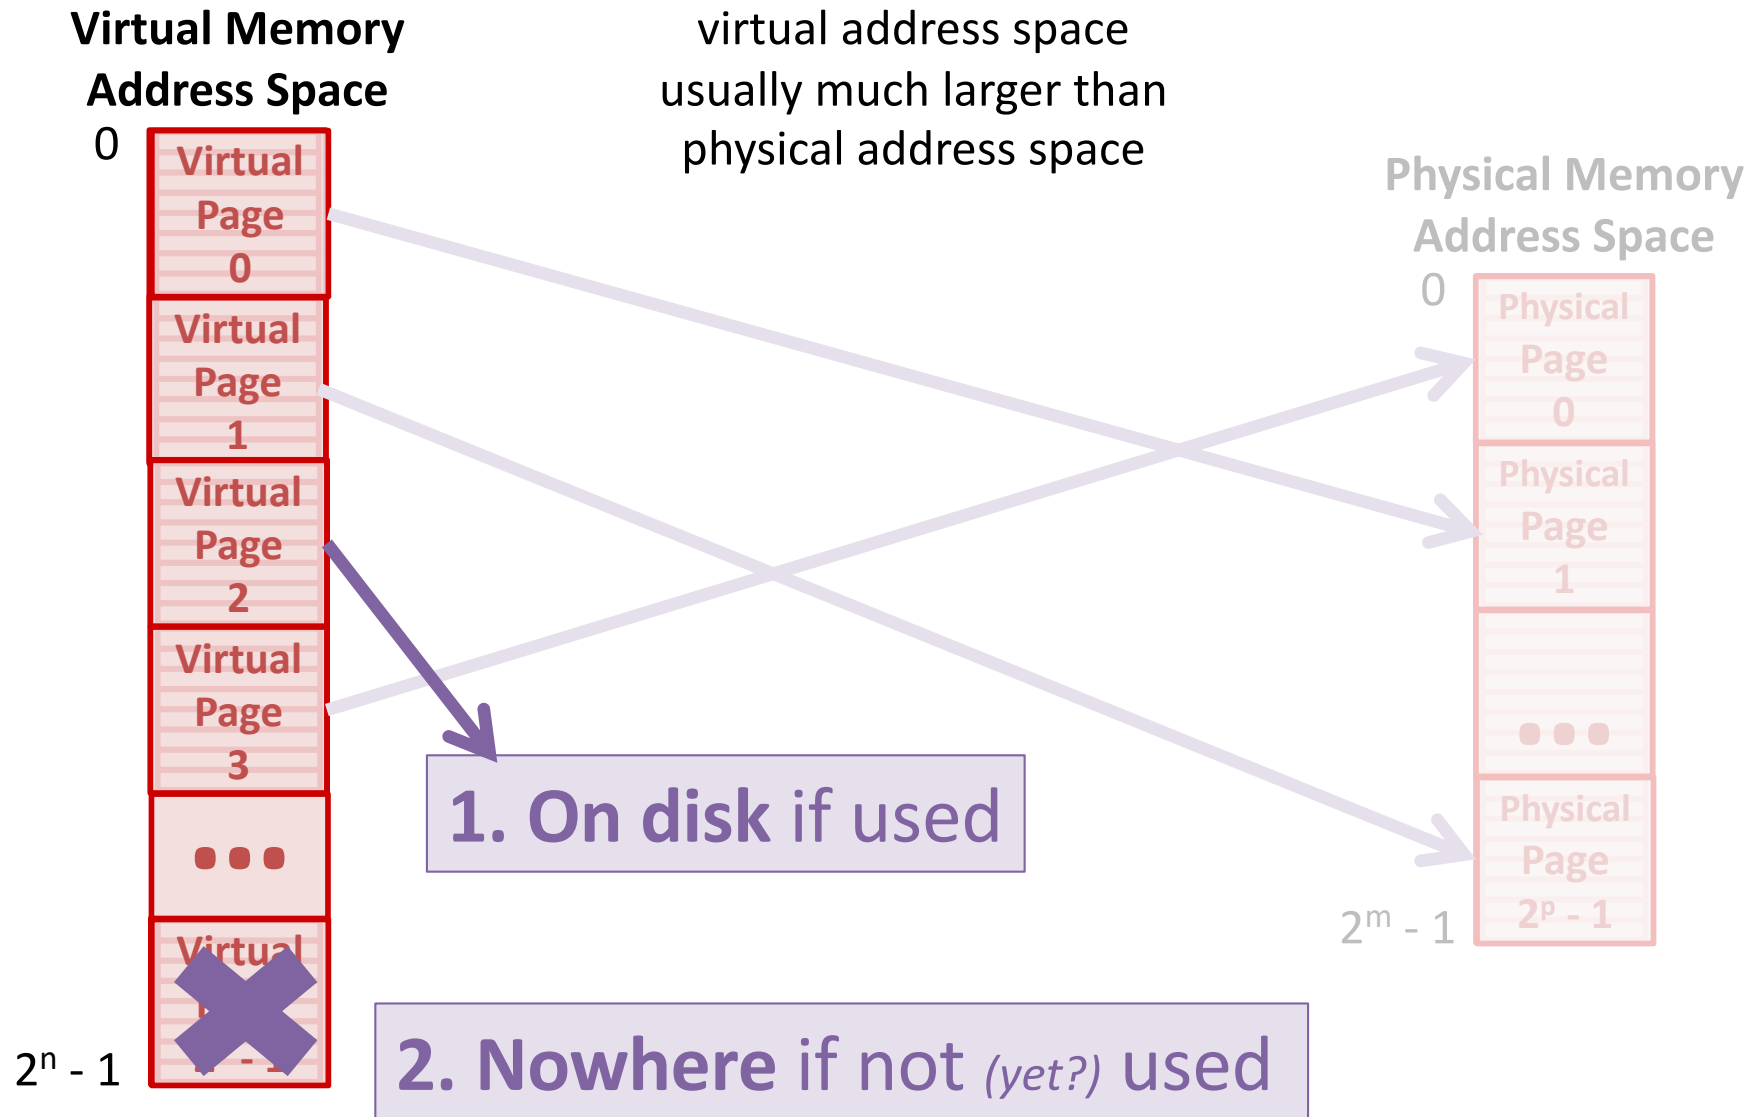 Virtual Memory
Address Space
virtual address space
usually much larger than
physical address space
0
Virtual
Page
0
Virtual
Page
1
Virtual
Page
2
Virtual
Page
3
...
Virtual
- 1
2ⁿ - 1
Physical Memory
Address Space
0
Physical
Page
0
Physical
Page
1
...
Physical
Page
2ᵖ - 1
2ᵐ - 1
1. On disk if used
2. Nowhere if not (yet?) used